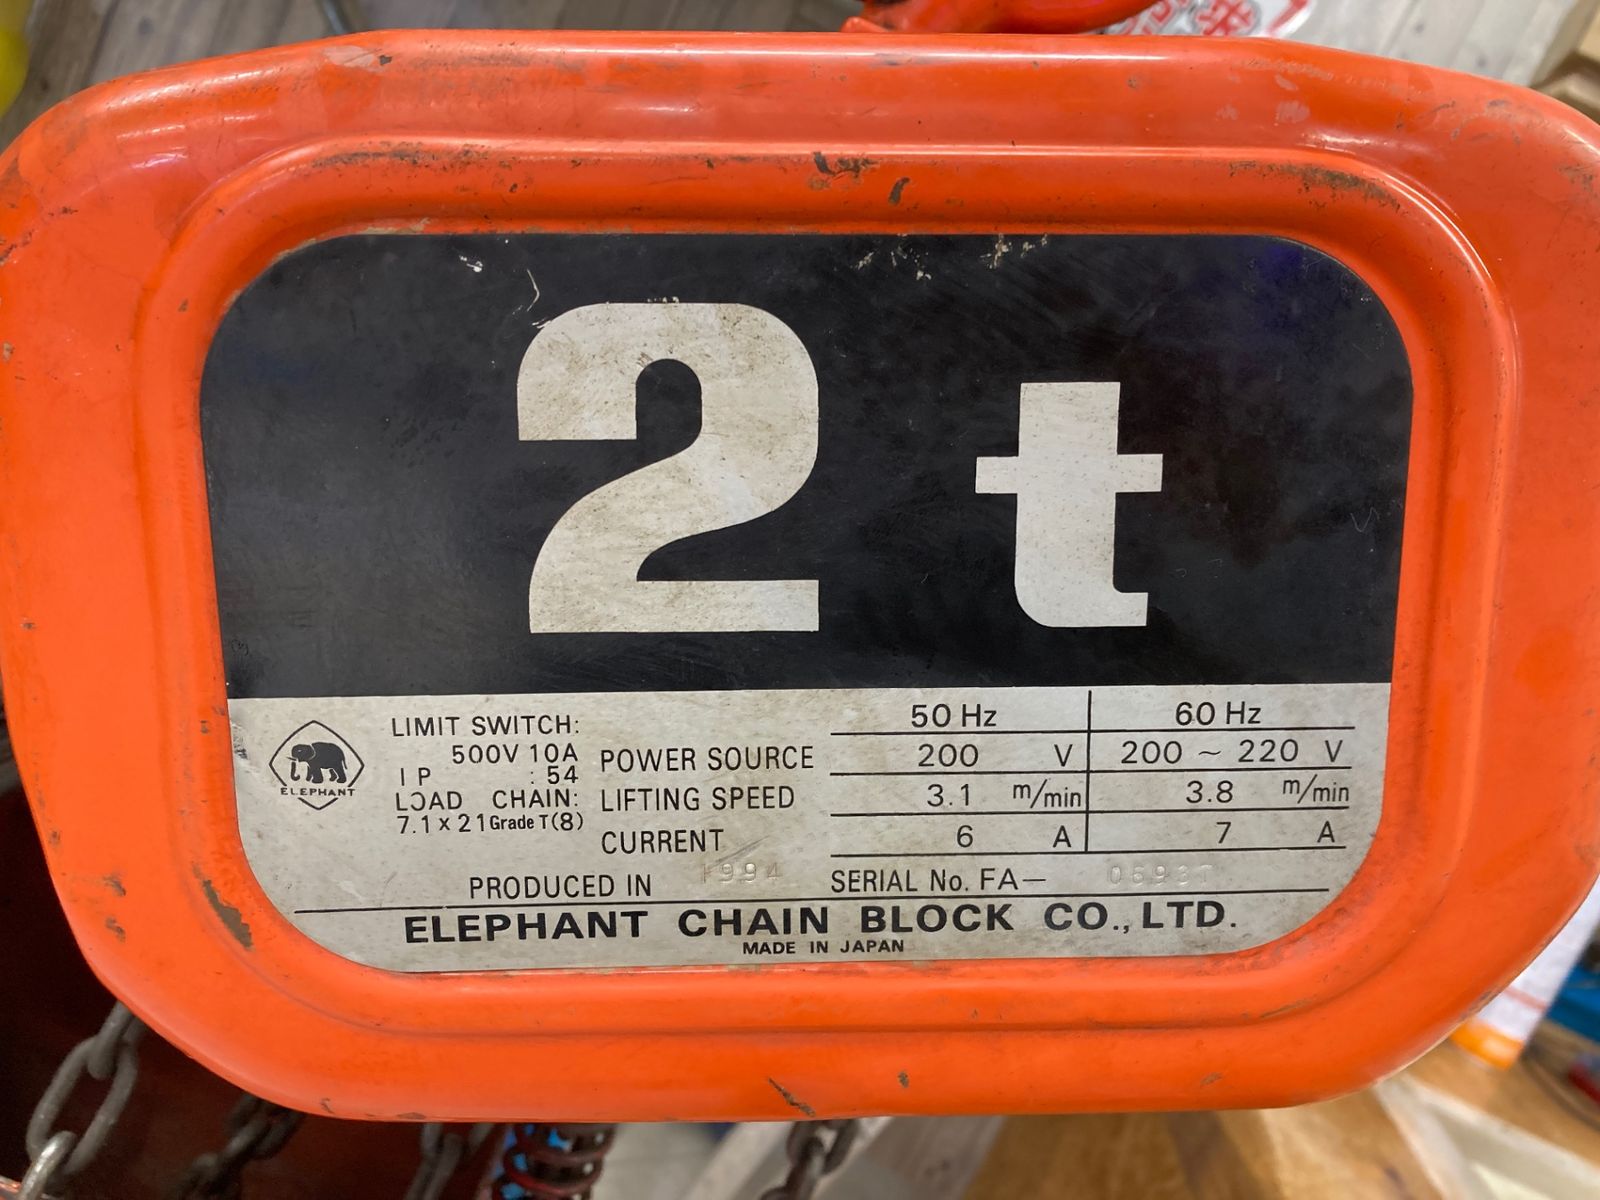 2 t
ELEPHANT
LIMIT SWITCH:
500V 10A
IP : 54
LOAD CHAIN:
7.1 × 21 Grade T(8)
50 Hz 60 Hz
POWER SOURCE 200 V 200 ~ 220 V
LIFTING SPEED 3.1 m/min 3.8 m/min
CURRENT 6 A 7 A
PRODUCED IN 1994 SERIAL No. FA—
ELEPHANT CHAIN BLOCK CO., LTD.
MADE IN JAPAN